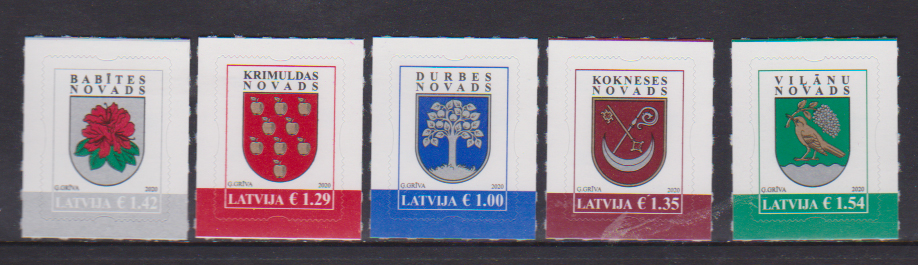 BABĪTES
NOVADS
G.GRĪVA 2020
LATVIJA € 1.42
KRIMULDAS
NOVADS
G.GRĪVA 2020
LATVIJA € 1.29
DURBES
NOVADS
G.GRĪVA 2020
LATVIJA € 1.00
KOKNESES
NOVADS
G.GRĪVA 2020
LATVIJA € 1.35
VIĻĀNU
NOVADS
G.GRĪVA 2020
LATVIJA € 1.54